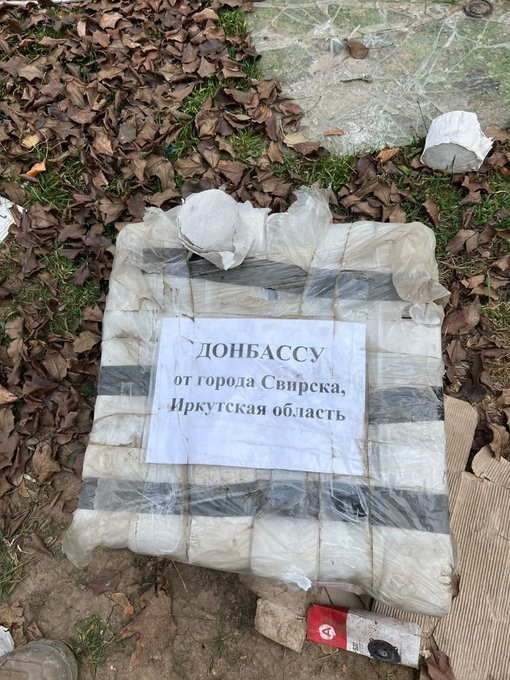 ДОНБАССУ
от города Свирска,
Иркутская область